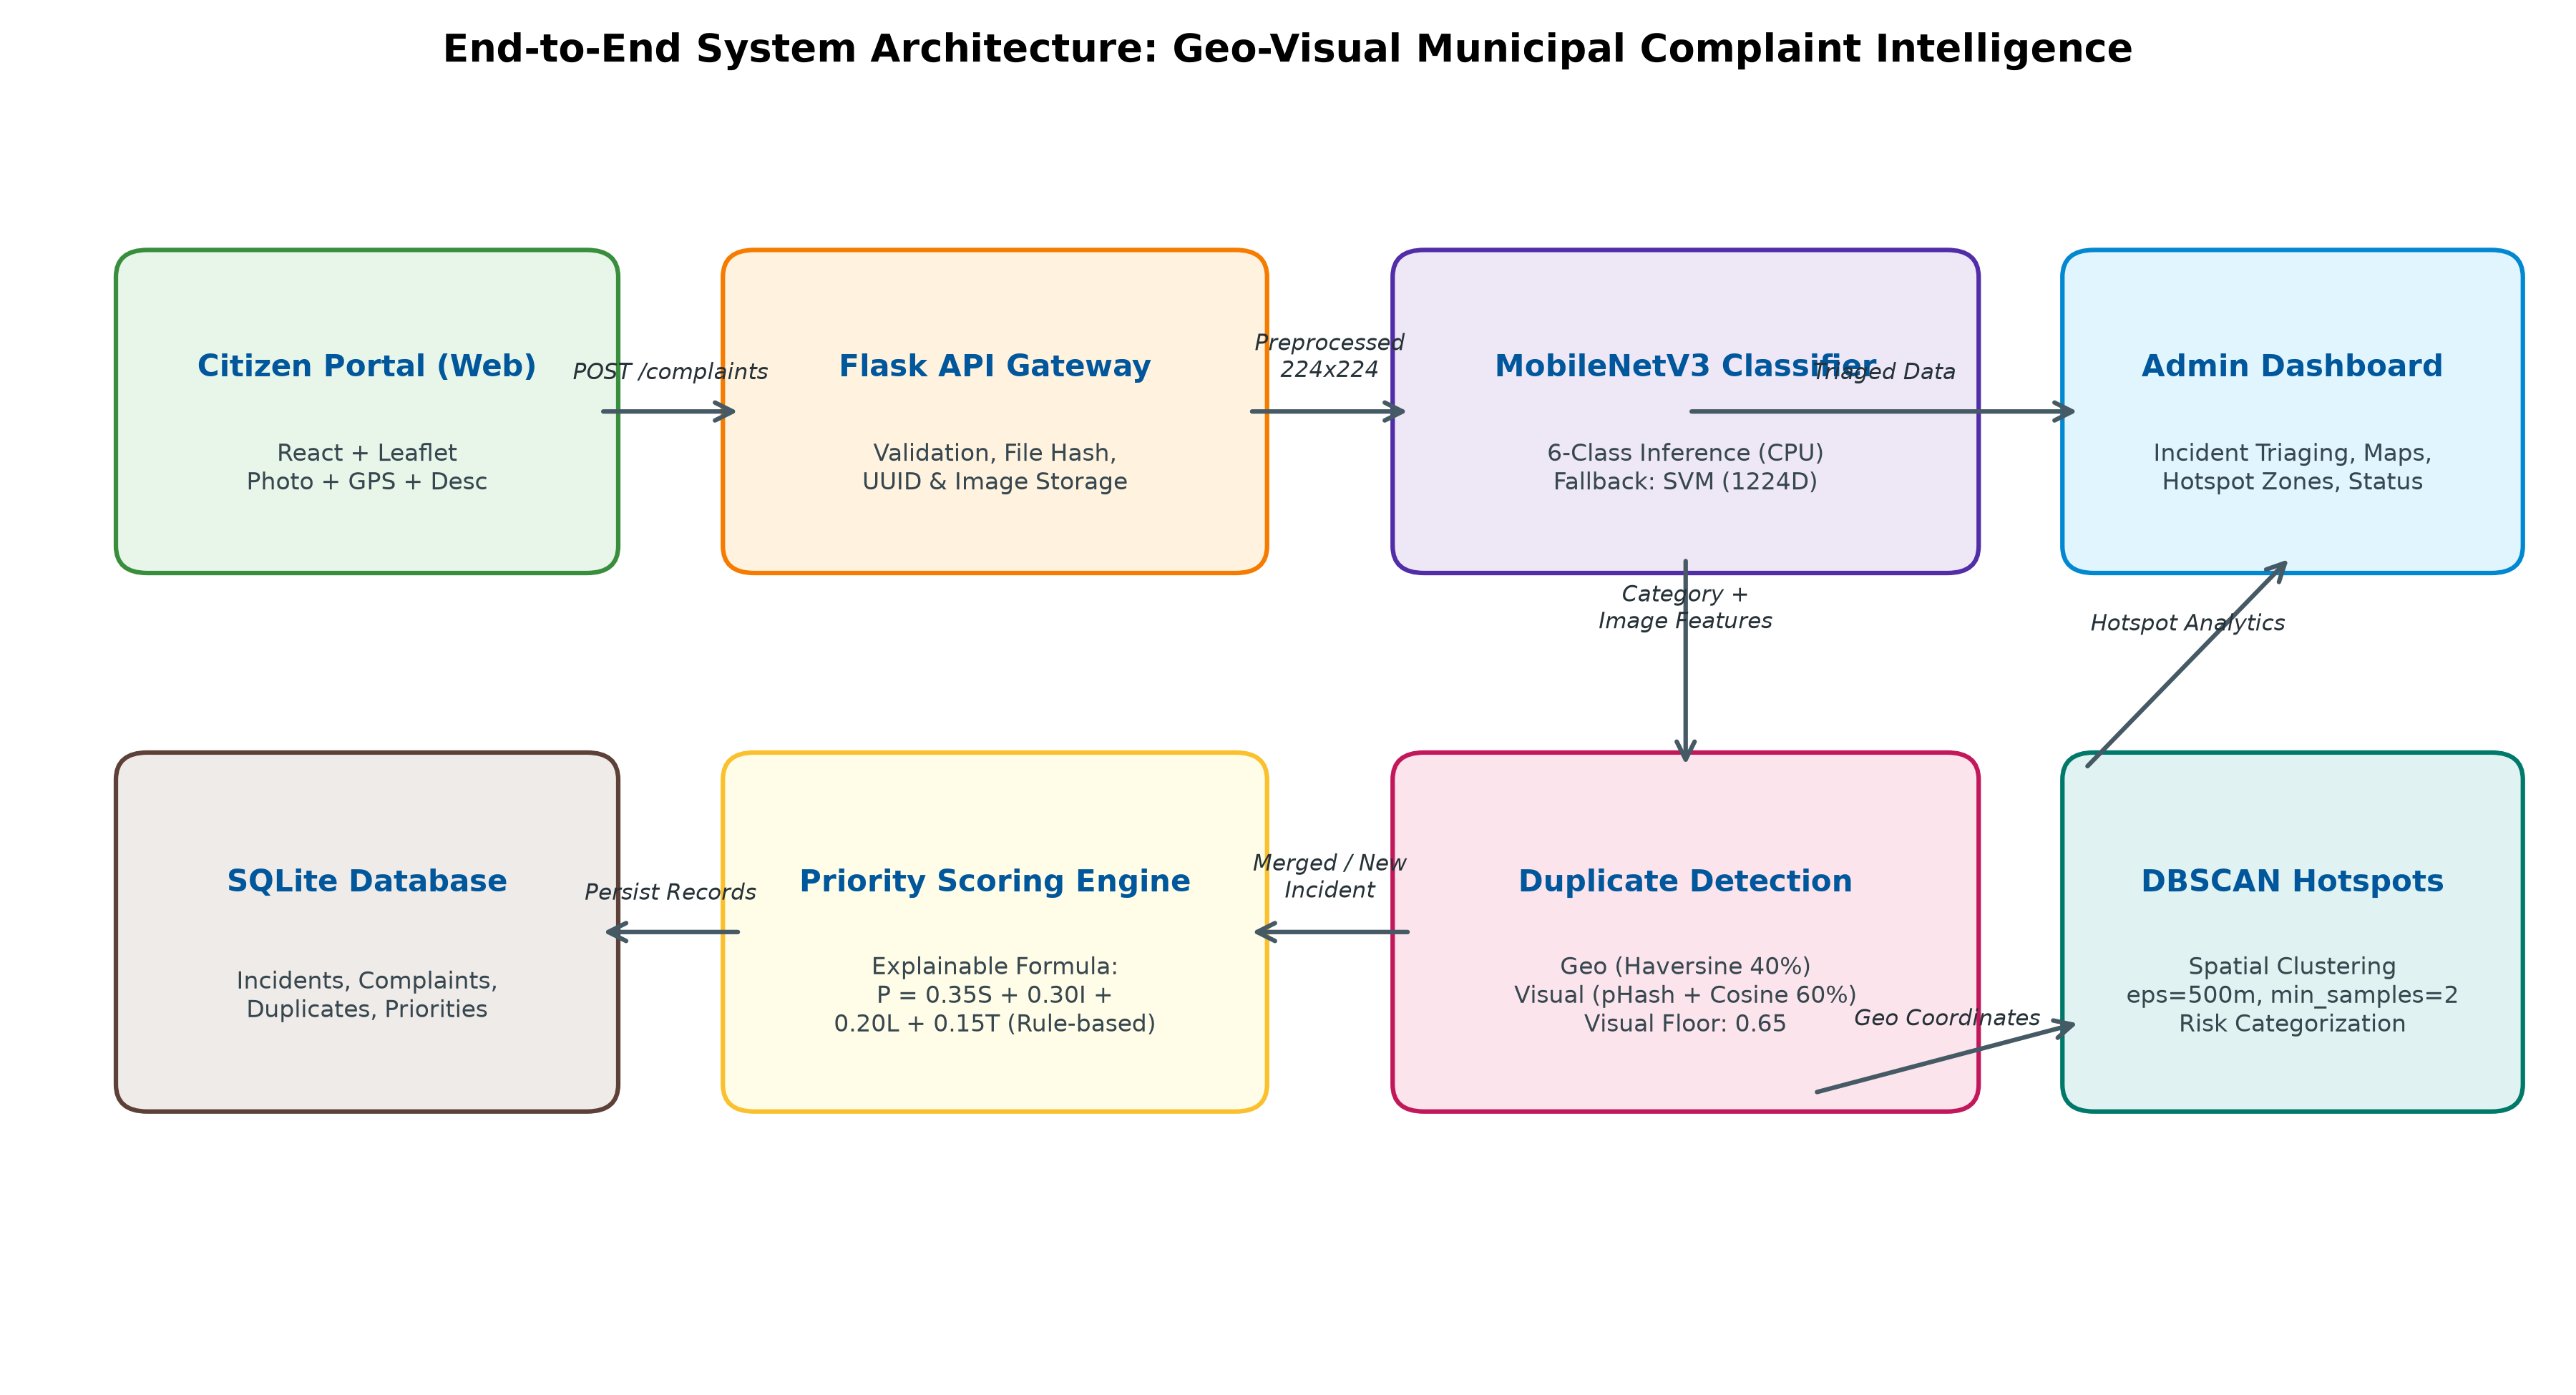 End-to-End System Architecture: Geo-Visual Municipal Complaint Intelligence
Citizen Portal (Web)
React + Leaflet
Photo + GPS + Desc
POST /complaints
Flask API Gateway
Validation, File Hash,
UUID & Image Storage
Preprocessed
224x224
MobileNetV3 Classifier
6-Class Inference (CPU)
Fallback: SVM (1224D)
Triaged Data
Admin Dashboard
Incident Triaging, Maps,
Hotspot Zones, Status
Category +
Image Features
Hotspot Analytics
SQLite Database
Incidents, Complaints,
Duplicates, Priorities
Persist Records
Priority Scoring Engine
Explainable Formula:
P = 0.35S + 0.30I +
0.20L + 0.15T (Rule-based)
Merged / New
Incident
Duplicate Detection
Geo (Haversine 40%)
Visual (pHash + Cosine 60%)
Visual Floor: 0.65
Geo Coordinates
DBSCAN Hotspots
Spatial Clustering
eps=500m, min_samples=2
Risk Categorization